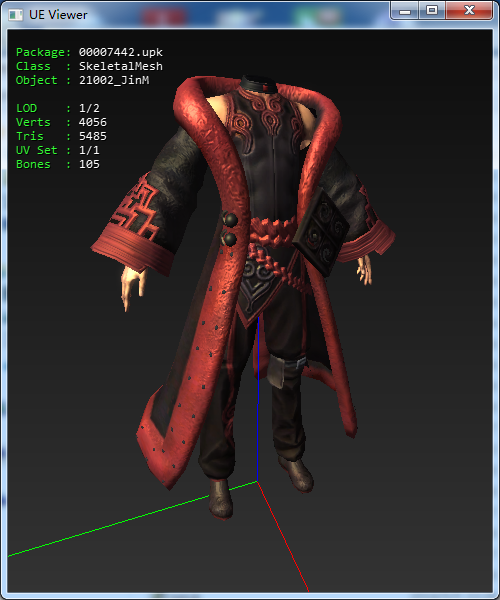 UE Viewer
Package: 00007442.upk
Class : SkeletalMesh
Object : 21002_JinM
LOD : 1/2
Verts : 4056
Tris : 5485
UV Set : 1/1
Bones : 105